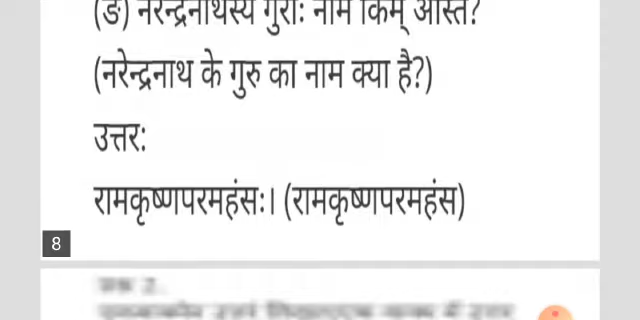 (ङ) नरेन्द्रनाथस्य गुरोः नाम किम् अस्ति?
(नरेन्द्रनाथ के गुरु का नाम क्या है?)
उत्तर:
रामकृष्णपरमहंसः। (रामकृष्णपरमहंस)
8